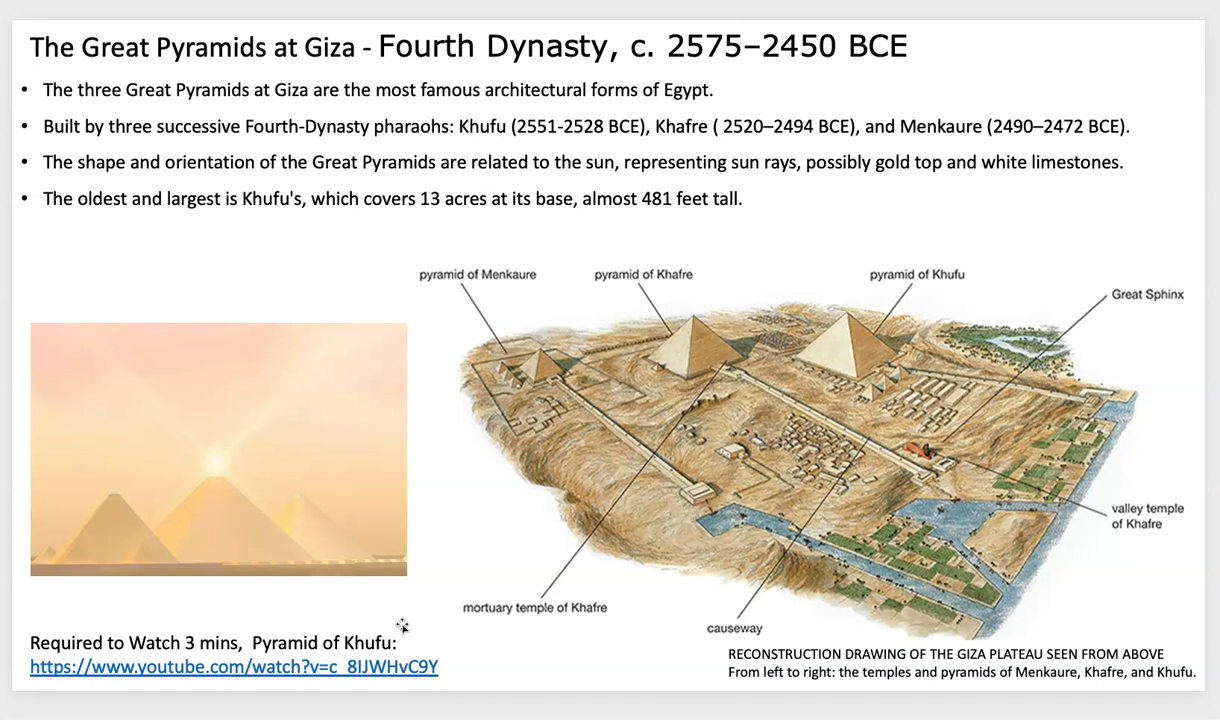 The Great Pyramids at Giza - Fourth Dynasty, c. 2575–2450 BCE
• The three Great Pyramids at Giza are the most famous architectural forms of Egypt.
• Built by three successive Fourth-Dynasty pharaohs: Khufu (2551-2528 BCE), Khafre ( 2520–2494 BCE), and Menkaure (2490–2472 BCE).
• The shape and orientation of the Great Pyramids are related to the sun, representing sun rays, possibly gold top and white limestones.
• The oldest and largest is Khufu's, which covers 13 acres at its base, almost 481 feet tall.
pyramid of Menkaure
pyramid of Khafre
pyramid of Khufu
Great Sphinx
valley temple
of Khafre
mortuary temple of Khafre
causeway
Required to Watch 3 mins, Pyramid of Khufu:
https://www.youtube.com/watch?v=c_8IJWHvC9Y
RECONSTRUCTION DRAWING OF THE GIZA PLATEAU SEEN FROM ABOVE
From left to right: the temples and pyramids of Menkaure, Khafre, and Khufu.